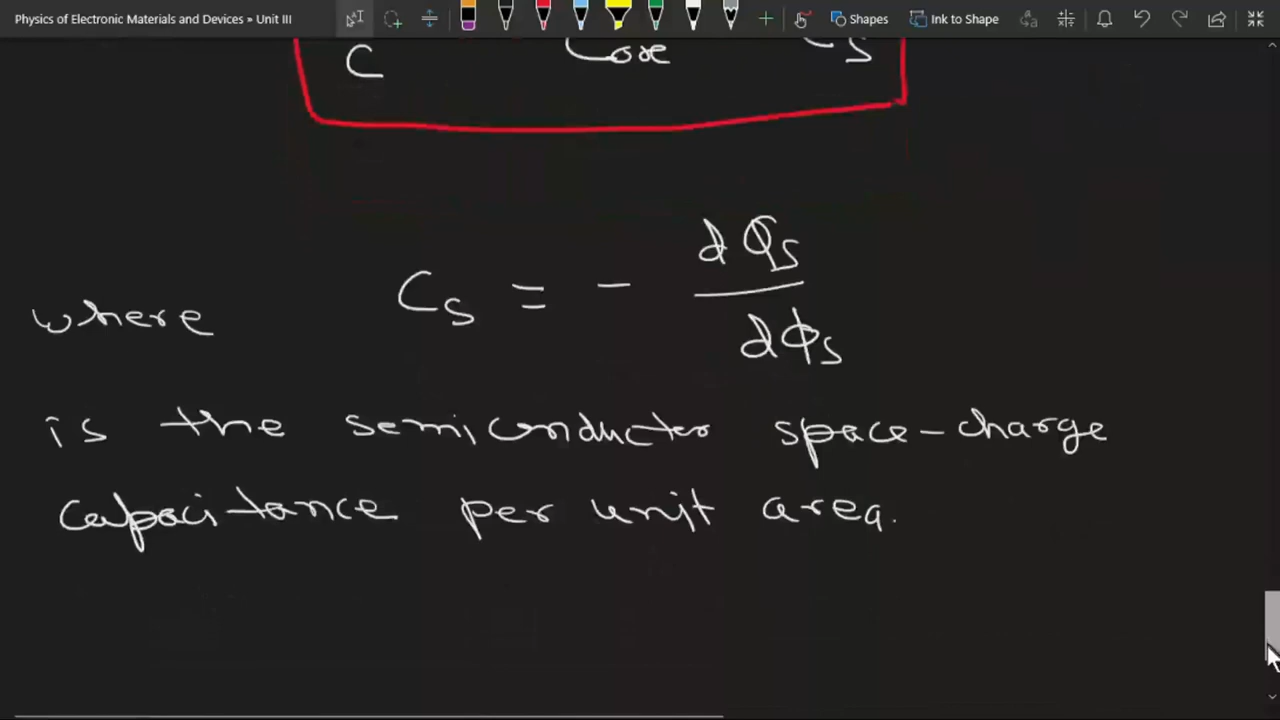 Physics of Electronic Materials and Devices » Unit III
Shapes
Ink to Shape
C Cox Cs
where Cs = - dQs / dϕs
is the semiconductor space-charge
capacitance per unit area.